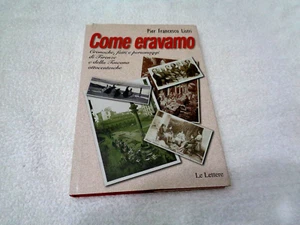 Pier Francesco Listri
Come eravamo
Cronache, fatti e personaggi
di Firenze
e della Toscana
ottocentesche
Le Lettere